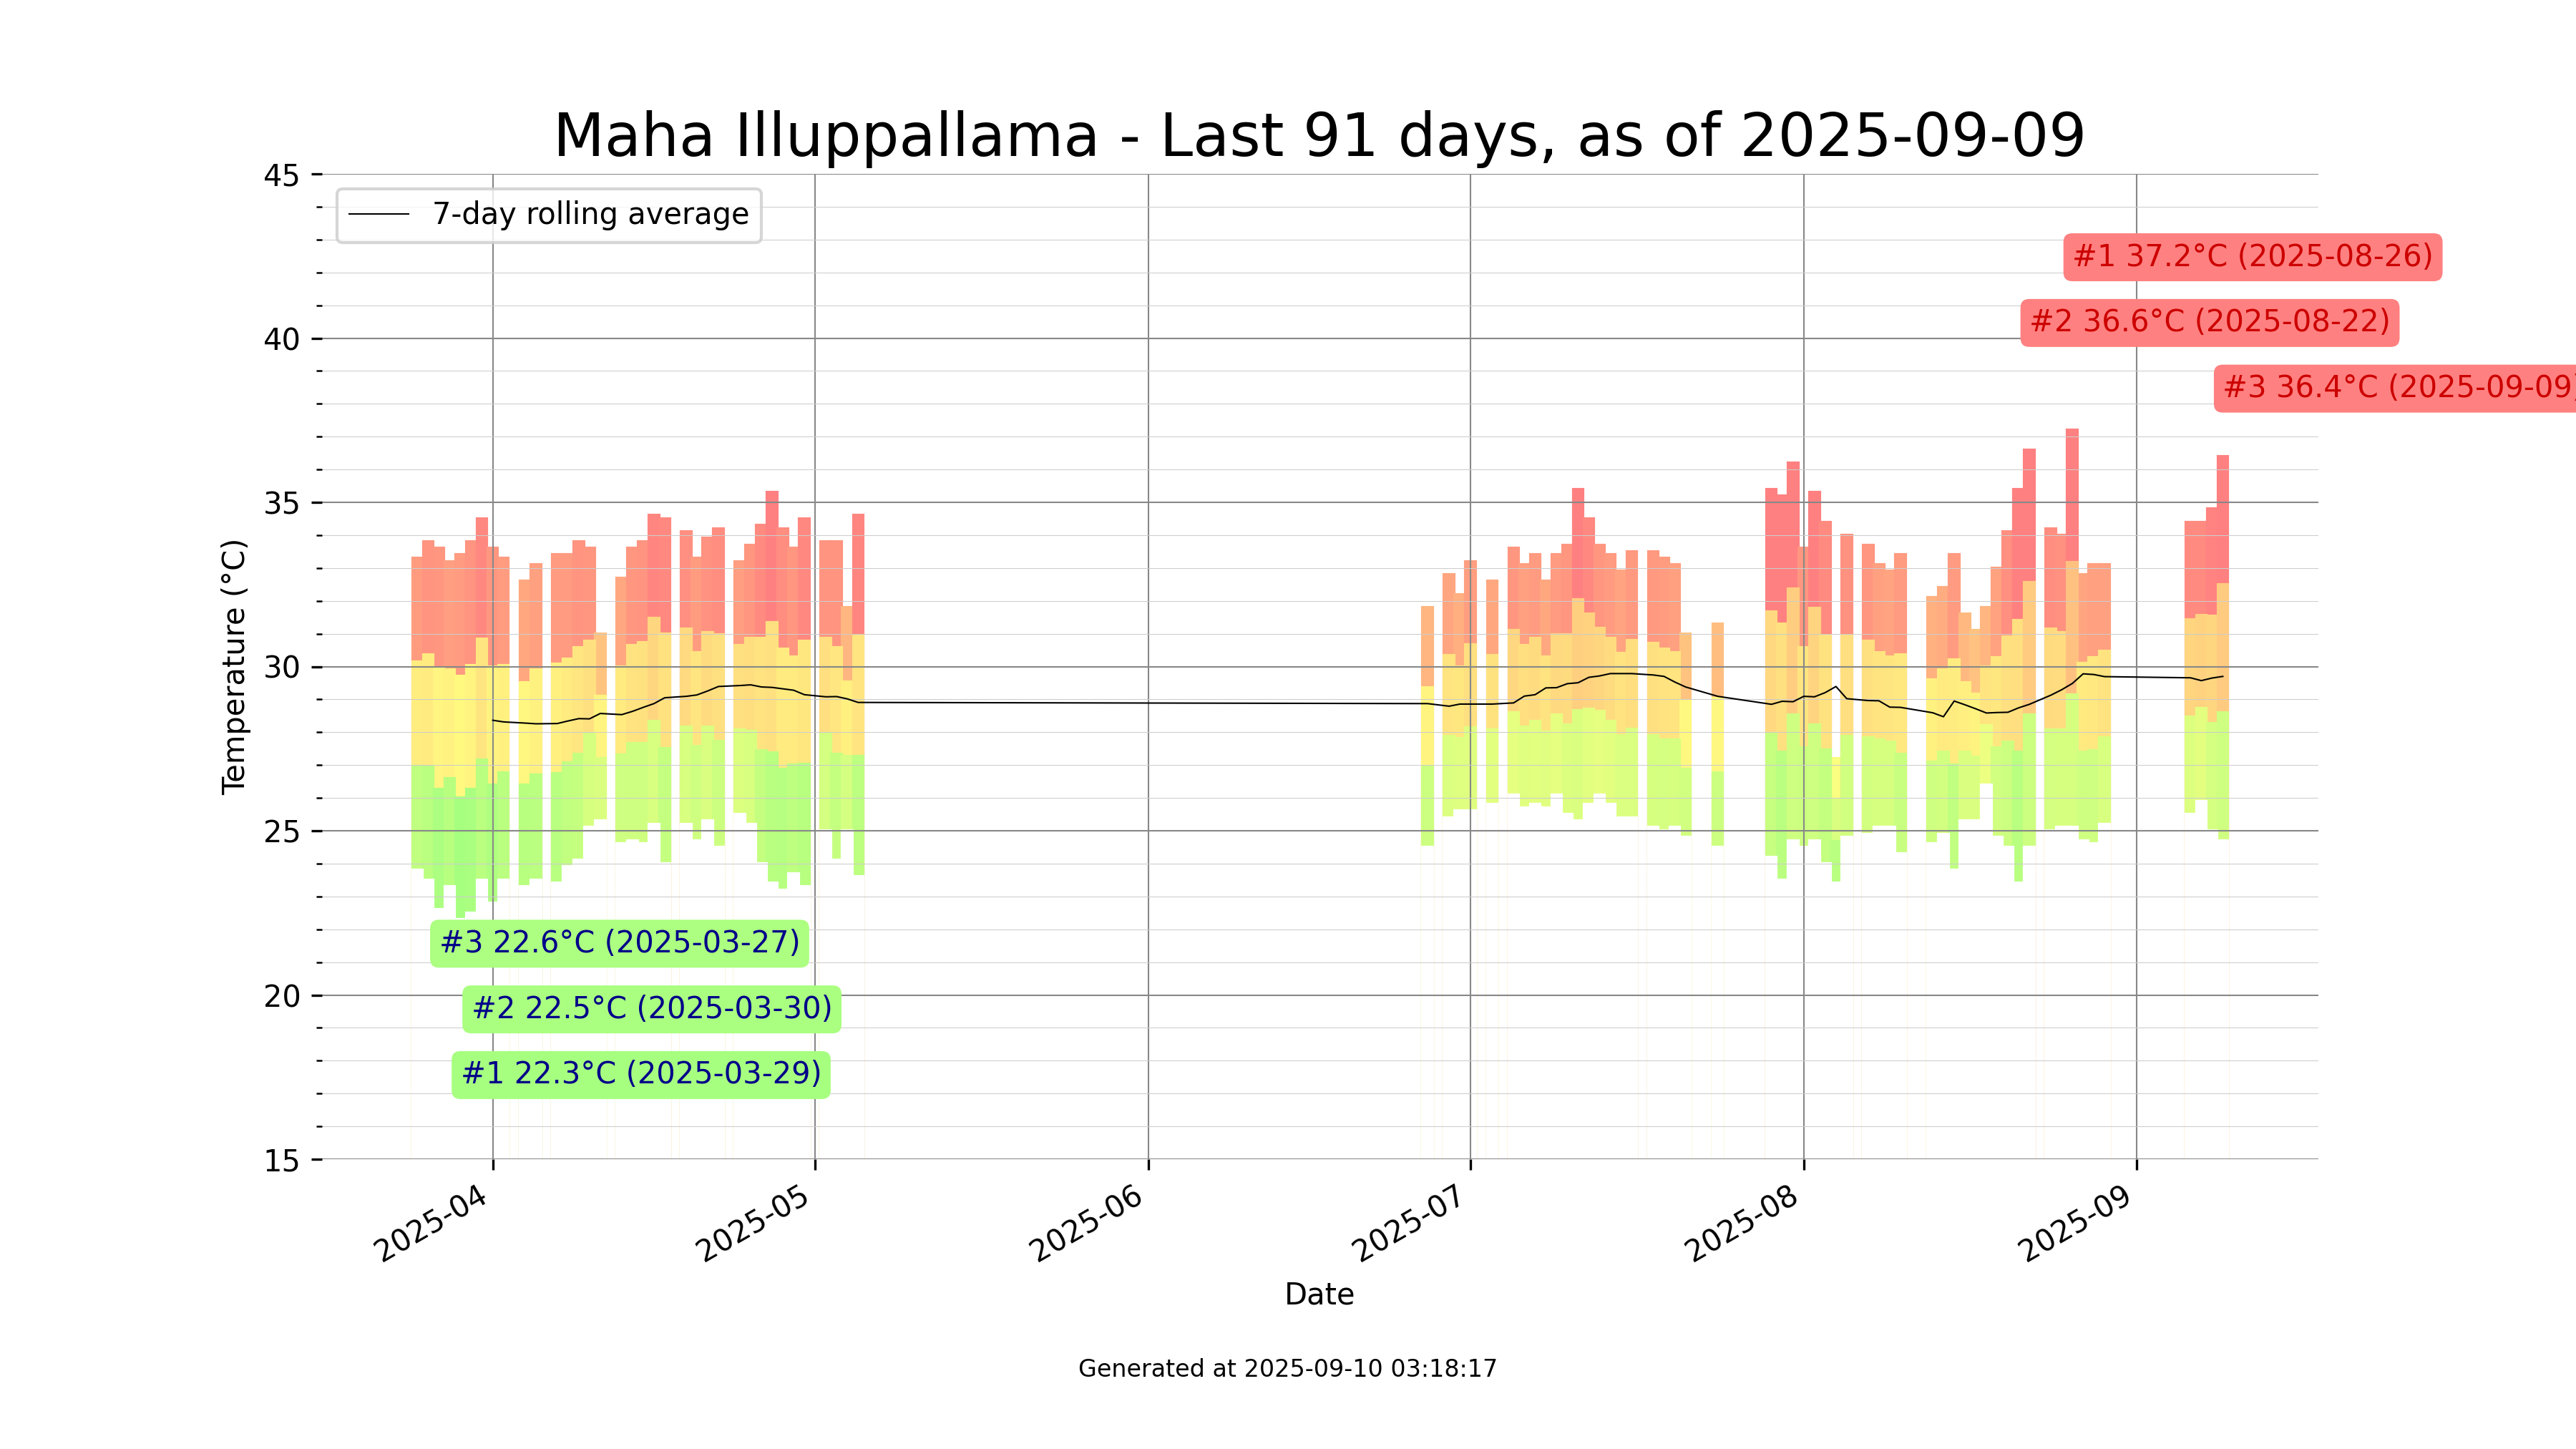 Maha Illuppallama - Last 91 days, as of 2025-09-09
7-day rolling average
#1 37.2°C (2025-08-26)
#2 36.6°C (2025-08-22)
#3 36.4°C (2025-09-09)
45
40
35
30
25
20
15
Temperature (°C)
#3 22.6°C (2025-03-27)
#2 22.5°C (2025-03-30)
#1 22.3°C (2025-03-29)
2025-04
2025-05
2025-06
2025-07
2025-08
2025-09
Date
Generated at 2025-09-10 03:18:17